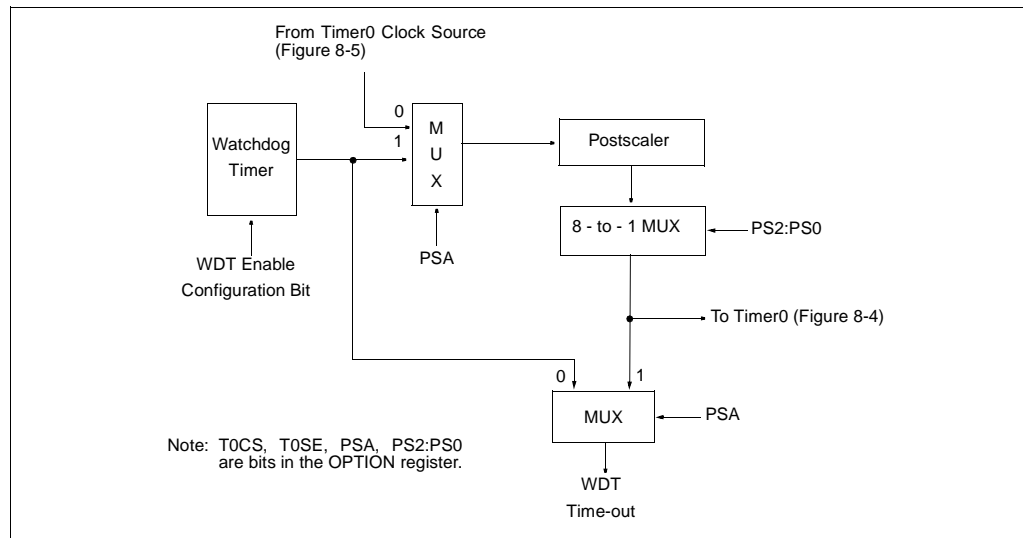 From Timer0 Clock Source
(Figure 8-5)
0
1
Watchdog
Timer
M
U
X
Postscaler
8 - to - 1 MUX
PS2:PS0
PSA
WDT Enable
Configuration Bit
To Timer0 (Figure 8-4)
0
1
MUX
PSA
Note: T0CS, T0SE, PSA, PS2:PS0
are bits in the OPTION register.
WDT
Time-out